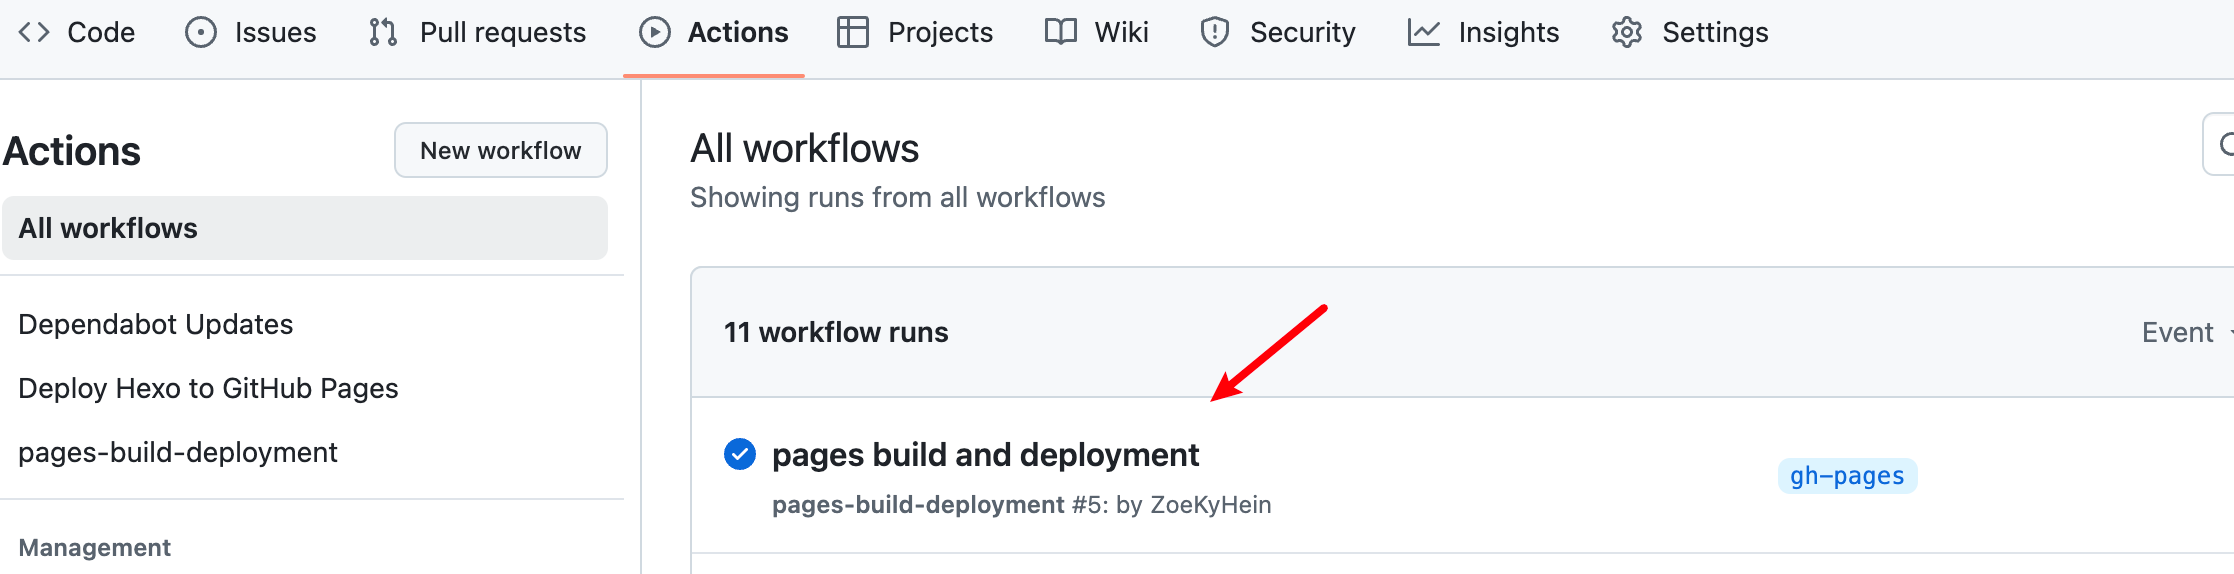 Code Issues Pull requests Actions Projects Wiki Security Insights Settings
Actions
New workflow
All workflows
Dependabot Updates
Deploy Hexo to GitHub Pages
pages-build-deployment
Management
All workflows
Showing runs from all workflows
11 workflow runs
Event
pages build and deployment
pages-build-deployment #5: by ZoeKyHein
gh-pages